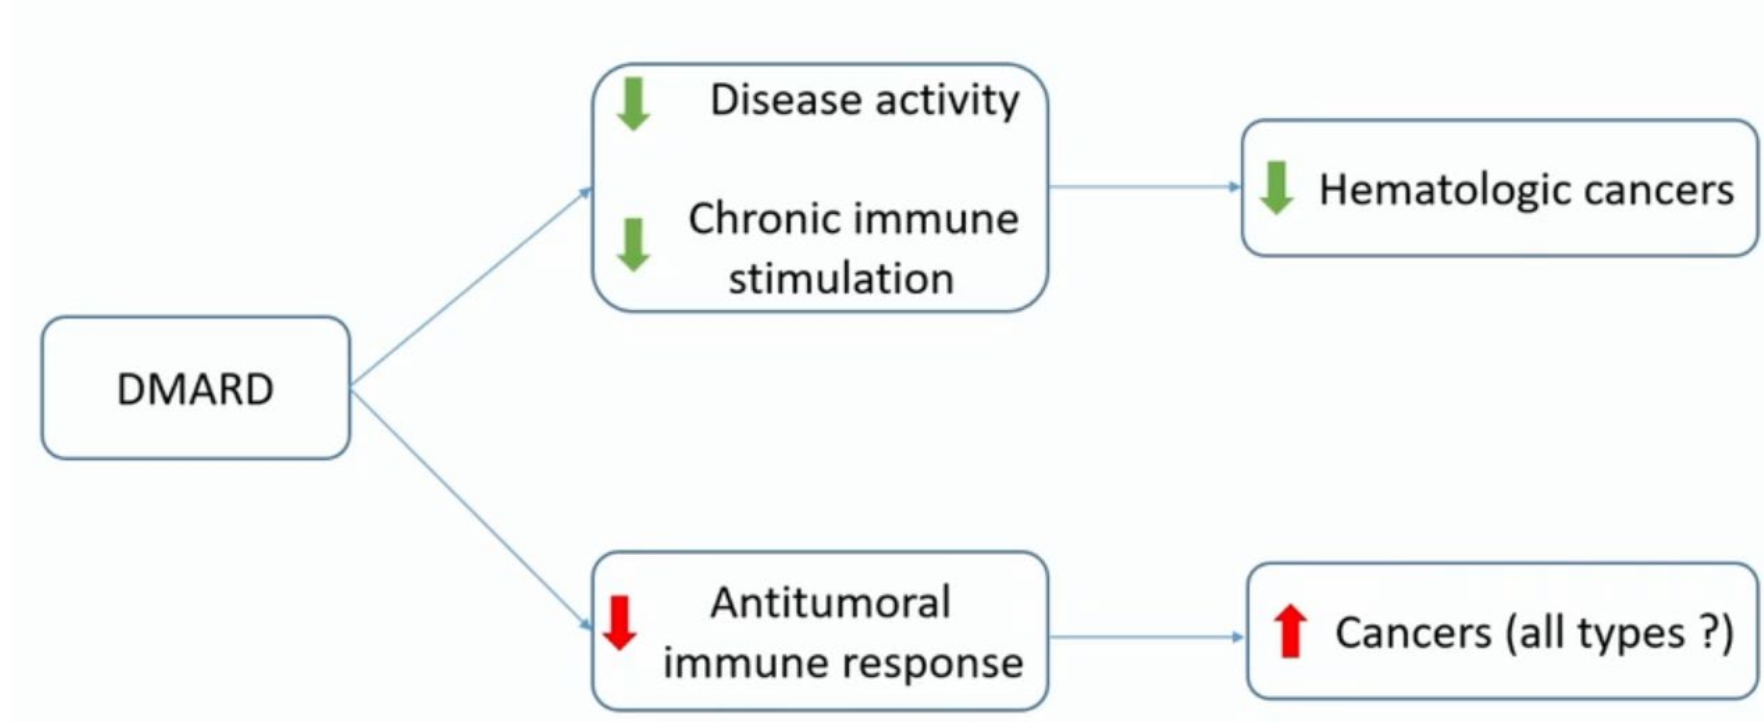 Disease activity
Chronic immune
stimulation
Hematologic cancers
DMARD
Antitumoral
immune response
Cancers (all types ?)